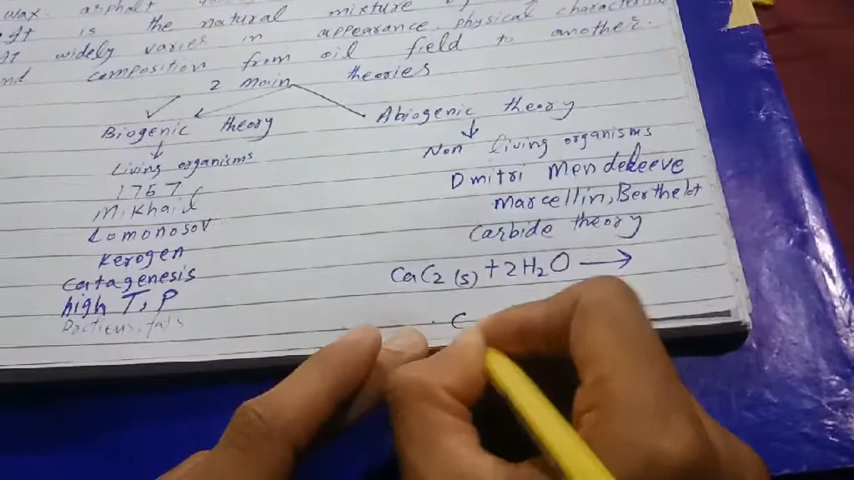 wax asphalt
It is the natural mixture of
It widely varies in appearance, physical character
and composition from oil field to another.
2 main theories
Biogenic theory
Living organisms
1757
Mikhail
Lomonosov
Kerogen
Catagenesis
high T, P
Abiogenic theory
Non living organisms
Dmitri Mendeleeve
Marcellin, Berthelot
Carbide theory
CaC2 (s) + 2H2O →
C